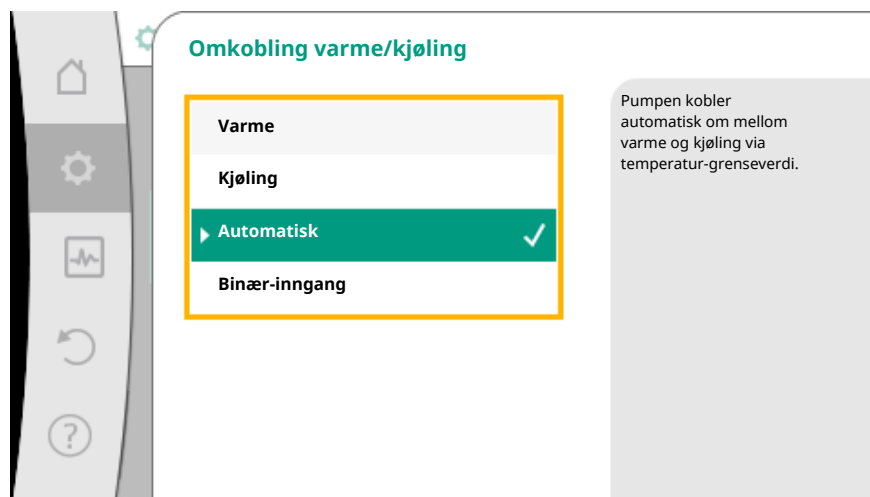 Omkobling varme/kjøling
Varme
Kjøling
Automatisk
Binær-inngang
Pumpen kobler
automatisk om mellom
varme og kjøling via
temperatur-grenseverdi.
?